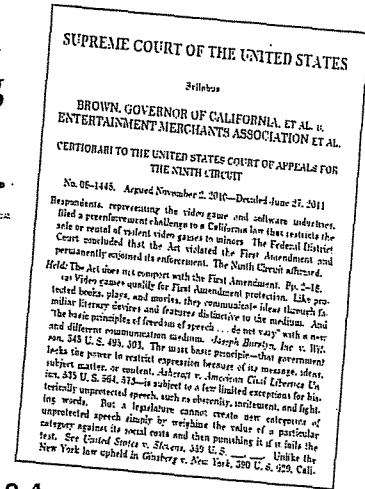 SUPREME COURT OF THE UNITED STATES
Syllabus
BROWN, GOVERNOR OF CALIFORNIA, ET AL. v.
ENTERTAINMENT MERCHANTS ASSOCIATION ET AL.
CERTIORARI TO THE UNITED STATES COURT OF APPEALS FOR
THE NINTH CIRCUIT
No. 08–1448. Argued November 2, 2010—Decided June 27, 2011
Respondents, representing the video game and software industries,
filed a preenforcement challenge to a California law that restricts the
sale or rental of violent video games to minors. The Federal District
Court concluded that the Act violated the First Amendment and
permanently enjoined its enforcement. The Ninth Circuit affirmed.
Held: The Act does not comport with the First Amendment. Pp. 2–18.
(a) Video games qualify for First Amendment protection. Like pro-
tected books, plays, and movies, they communicate ideas through fa-
miliar literary devices and features distinctive to the medium. And
"the basic principles of freedom of speech . . . do not vary" with a new
and different communication medium. Joseph Burstyn, Inc. v. Wil-
son, 343 U. S. 495, 503. The most basic principle—that government
lacks the power to restrict expression because of its message, ideas,
subject matter, or content, Ashcroft v. American Civil Liberties Un-
ion, 535 U. S. 564, 573—is subject to a few limited exceptions for his-
torically unprotected speech, such as obscenity, incitement, and fight-
ing words. But a legislature cannot create new categories of
unprotected speech simply by weighing the value of a particular
category against its social costs and then punishing it if it fails the
test. See United States v. Stevens, 559 U. S. ___. Unlike the
New York law upheld in Ginsberg v. New York, 390 U. S. 629, Cali-